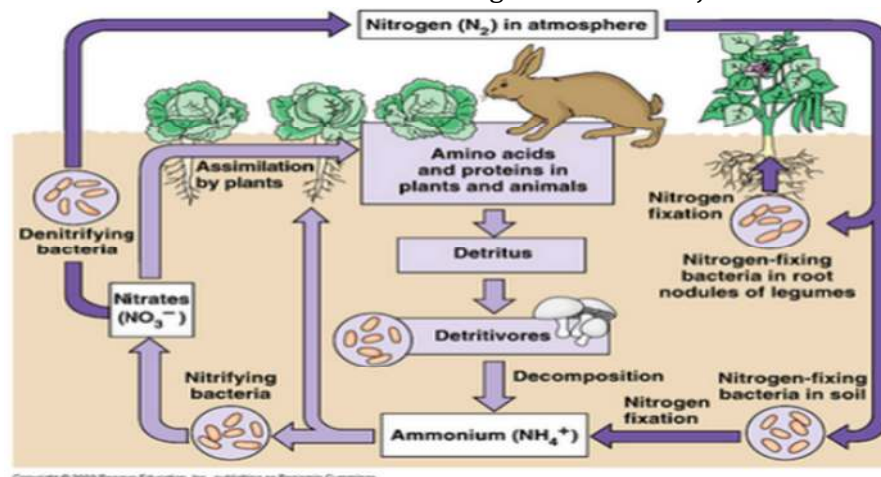 Nitrogen (N₂) in atmosphere
Assimilation
by plants
Amino acids
and proteins in
plants and animals
Nitrogen
fixation
Denitrifying
bacteria
Detritus
Nitrogen-fixing
bacteria in root
nodules of legumes
Nitrates
(NO₃⁻)
Detritivores
Decomposition
Nitrifying
bacteria
Nitrogen-fixing
bacteria in soil
Nitrogen
fixation
Ammonium (NH₄⁺)